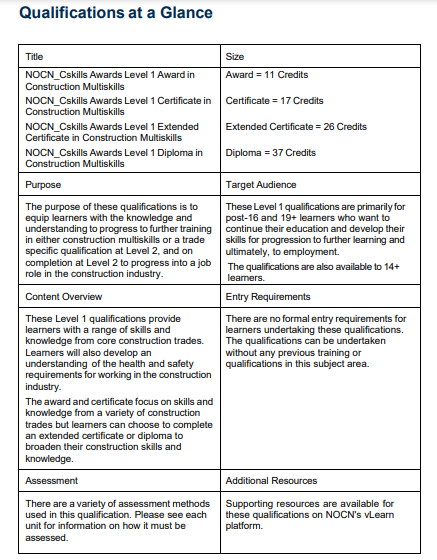 Qualifications at a Glance
Title
Size
NOCN_Cskills Awards Level 1 Award in
Construction Multiskills
Award = 11 Credits
NOCN_Cskills Awards Level 1 Certificate in
Construction Multiskills
Certificate = 17 Credits
NOCN_Cskills Awards Level 1 Extended
Certificate in Construction Multiskills
Extended Certificate = 26 Credits
NOCN_Cskills Awards Level 1 Diploma in
Construction Multiskills
Diploma = 37 Credits
Purpose
Target Audience
The purpose of these qualifications is to
equip learners with the knowledge and
understanding to progress to further training
in either construction multiskills or a trade
specific qualification at Level 2, and on
completion at Level 2 to progress into a job
role in the construction industry.
These Level 1 qualifications are primarily for
post-16 and 19+ learners who want to
continue their education and develop their
skills for progression to further learning and
ultimately, to employment.
The qualifications are also available to 14+
learners.
Content Overview
Entry Requirements
These Level 1 qualifications provide
learners with a range of skills and
knowledge from core construction trades.
Learners will also develop an
understanding of the health and safety
requirements for working in the construction
industry.
The award and certificate focus on skills and
knowledge from a variety of construction
trades but learners can choose to complete
an extended certificate or diploma to
broaden their construction skills and
knowledge.
There are no formal entry requirements for
learners undertaking these qualifications.
The qualifications can be undertaken
without any previous training or
qualifications in this subject area.
Assessment
Additional Resources
There are a variety of assessment methods
used in this qualification. Please see each
unit for information on how it must be
assessed.
Supporting resources are available for
these qualifications on NOCN's vLearn
platform.